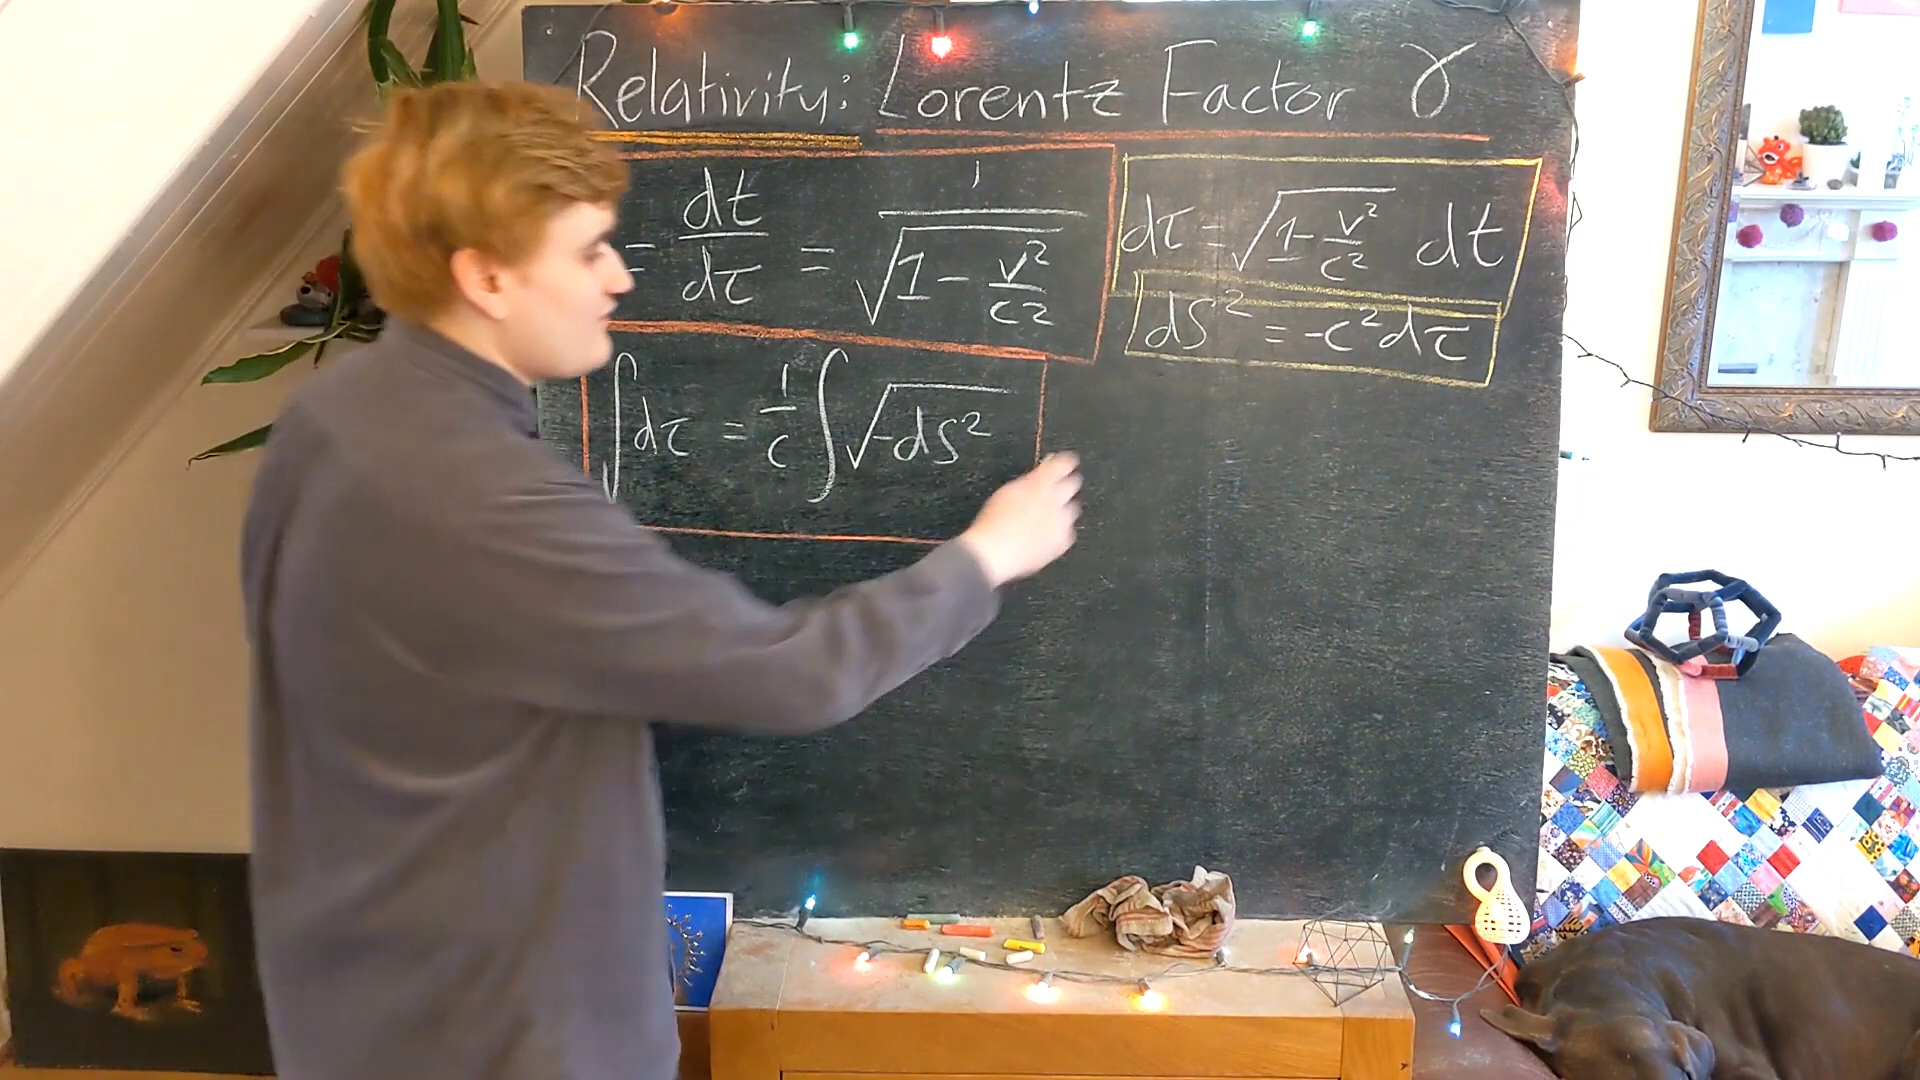 Relativity: Lorentz Factor γ
= dt/dτ = 1/√(1 - v²/c²)
dτ = √(1 - v²/c²) dt
dS² = -c²dτ
∫dτ = 1/c ∫√-dS²